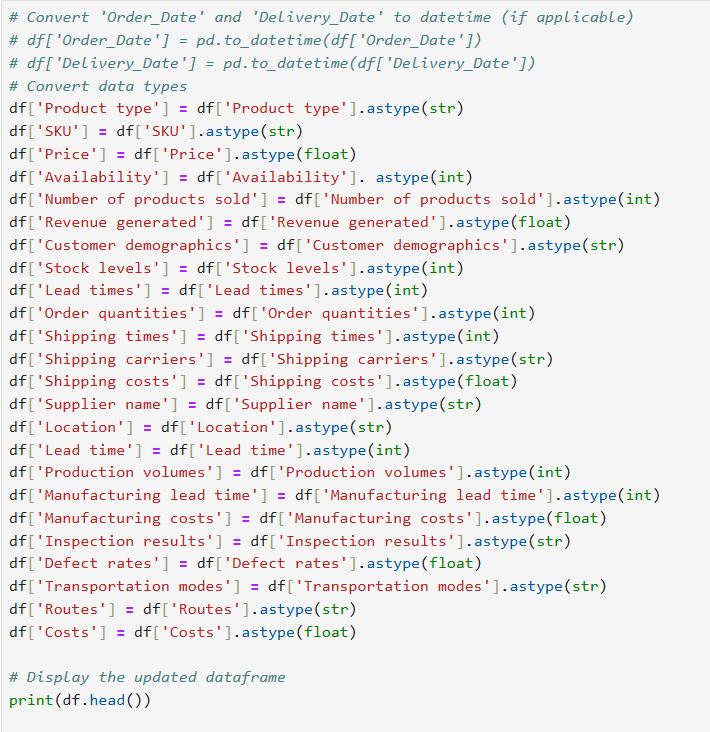 # Convert 'Order_Date' and 'Delivery_Date' to datetime (if applicable)
# df['Order_Date'] = pd.to_datetime(df['Order_Date'])
# df['Delivery_Date'] = pd.to_datetime(df['Delivery_Date'])
# Convert data types
df['Product type'] = df['Product type'].astype(str)
df['SKU'] = df['SKU'].astype(str)
df['Price'] = df['Price'].astype(float)
df['Availability'] = df['Availability']. astype(int)
df['Number of products sold'] = df['Number of products sold'].astype(int)
df['Revenue generated'] = df['Revenue generated'].astype(float)
df['Customer demographics'] = df['Customer demographics'].astype(str)
df['Stock levels'] = df['Stock levels'].astype(int)
df['Lead times'] = df['Lead times'].astype(int)
df['Order quantities'] = df['Order quantities'].astype(int)
df['Shipping times'] = df['Shipping times'].astype(int)
df['Shipping carriers'] = df['Shipping carriers'].astype(str)
df['Shipping costs'] = df['Shipping costs'].astype(float)
df['Supplier name'] = df['Supplier name'].astype(str)
df['Location'] = df['Location'].astype(str)
df['Lead time'] = df['Lead time'].astype(int)
df['Production volumes'] = df['Production volumes'].astype(int)
df['Manufacturing lead time'] = df['Manufacturing lead time'].astype(int)
df['Manufacturing costs'] = df['Manufacturing costs'].astype(float)
df['Inspection results'] = df['Inspection results'].astype(str)
df['Defect rates'] = df['Defect rates'].astype(float)
df['Transportation modes'] = df['Transportation modes'].astype(str)
df['Routes'] = df['Routes'].astype(str)
df['Costs'] = df['Costs'].astype(float)
# Display the updated dataframe
print(df.head())